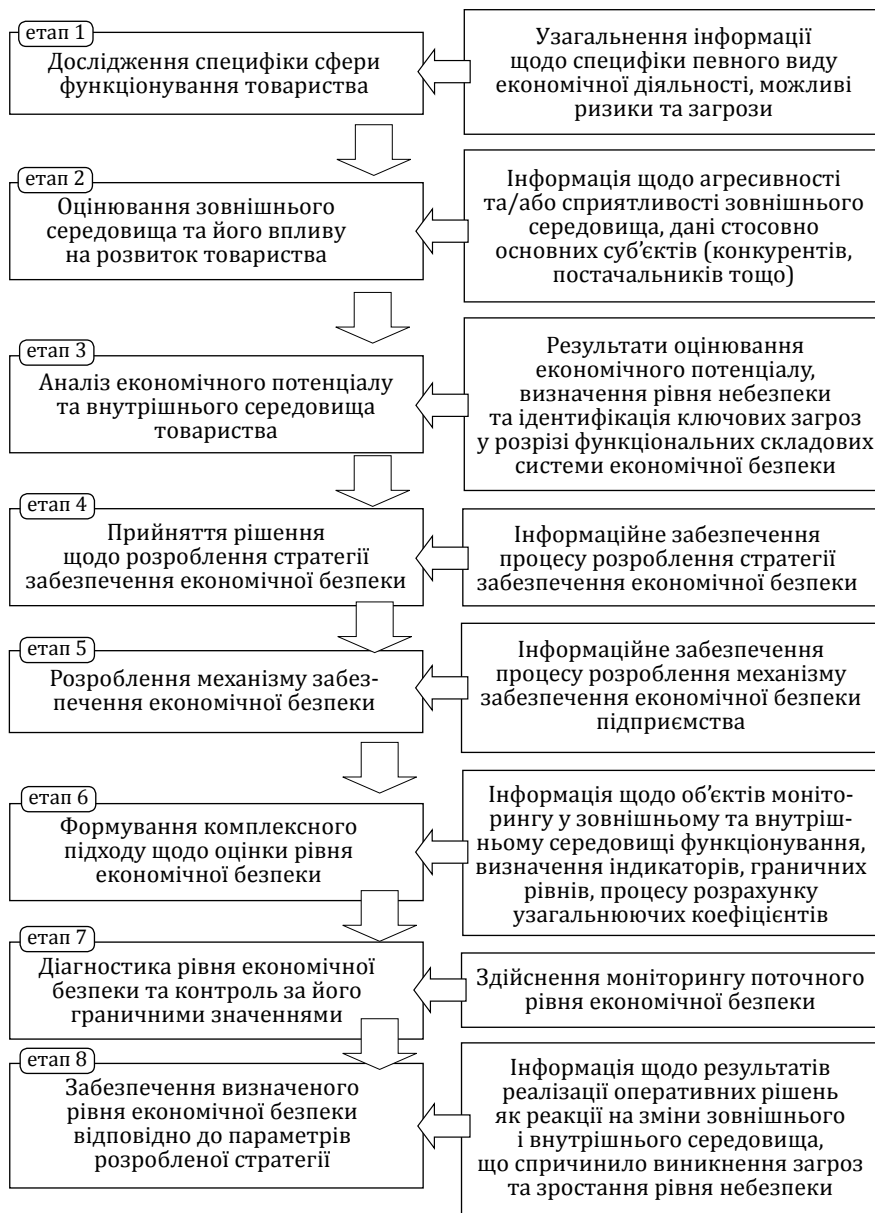 етап 1
Дослідження специфіки сфери
функціонування товариства
Узагальнення інформації
щодо специфіки певного виду
економічної діяльності, можливі
ризики та загрози
етап 2
Оцінювання зовнішнього
середовища та його впливу
на розвиток товариства
Інформація щодо агресивності
та/або сприятливості зовнішнього
середовища, дані стосовно
основних суб’єктів (конкурентів,
постачальників тощо)
етап 3
Аналіз економічного потенціалу
та внутрішнього середовища
товариства
Результати оцінювання
економічного потенціалу,
визначення рівня небезпеки
та ідентифікація ключових загроз
у розрізі функціональних складових
системи економічної безпеки
етап 4
Прийняття рішення
щодо розроблення стратегії
забезпечення економічної безпеки
Інформаційне забезпечення
процесу розроблення стратегії
забезпечення економічної безпеки
етап 5
Розроблення механізму забез-
печення економічної безпеки
Інформаційне забезпечення
процесу розроблення механізму
забезпечення економічної безпеки
підприємства
етап 6
Формування комплексного
підходу щодо оцінки рівня
економічної безпеки
Інформація щодо об’єктів моніто-
рингу у зовнішньому та внутріш-
ньому середовищі функціонування,
визначення індикаторів, граничних
рівнів, процесу розрахунку
узагальнюючих коефіцієнтів
етап 7
Діагностика рівня економічної
безпеки та контроль за його
граничними значеннями
Здійснення моніторингу поточного
рівня економічної безпеки
етап 8
Забезпечення визначеного
рівня економічної безпеки
відповідно до параметрів
розробленої стратегії
Інформація щодо результатів
реалізації оперативних рішень
як реакції на зміни зовнішнього
і внутрішнього середовища,
що спричинило виникнення загроз
та зростання рівня небезпеки